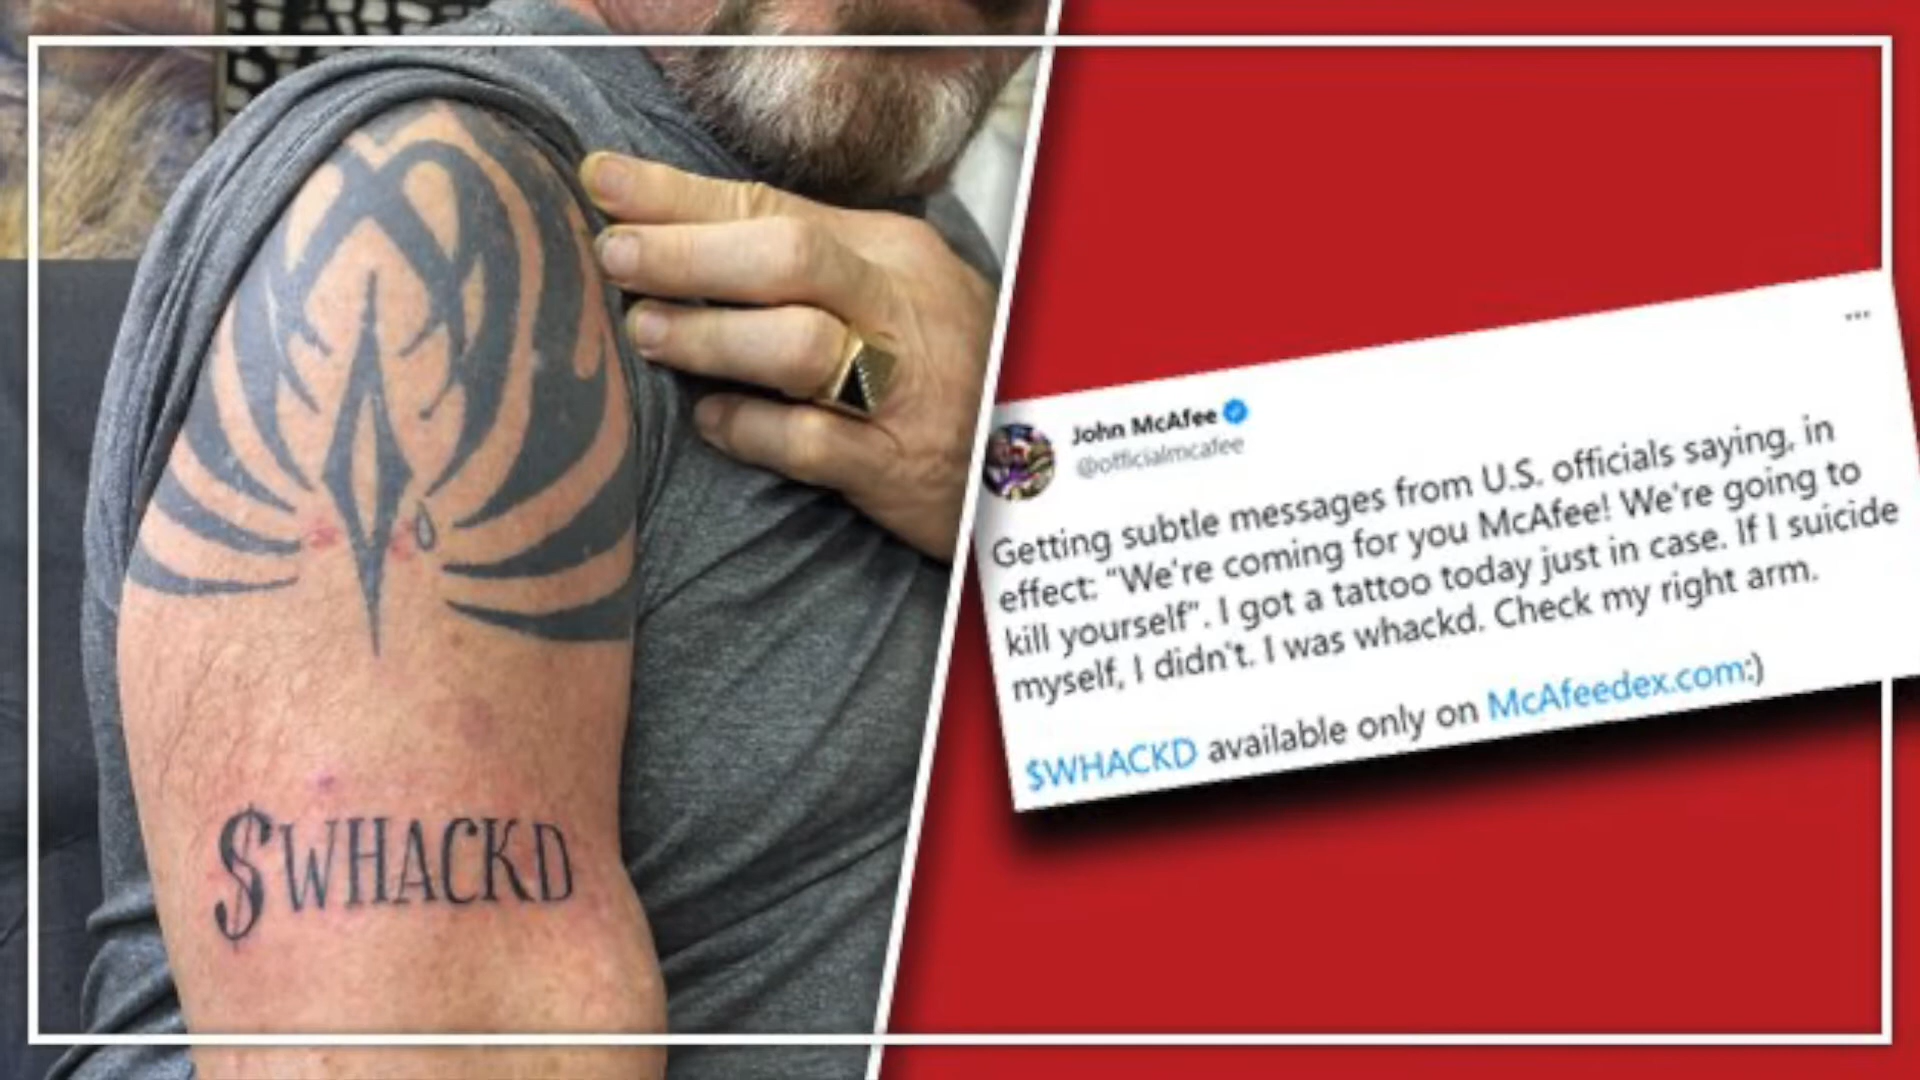 $WHACKD
John McAfee
@officialmcafee
Getting subtle messages from U.S. officials saying, in
effect: "We're coming for you McAfee! We're going to
kill yourself". I got a tattoo today just in case. If I suicide
myself, I didn't. I was whackd. Check my right arm.
$WHACKD available only on McAfeedex.com:)